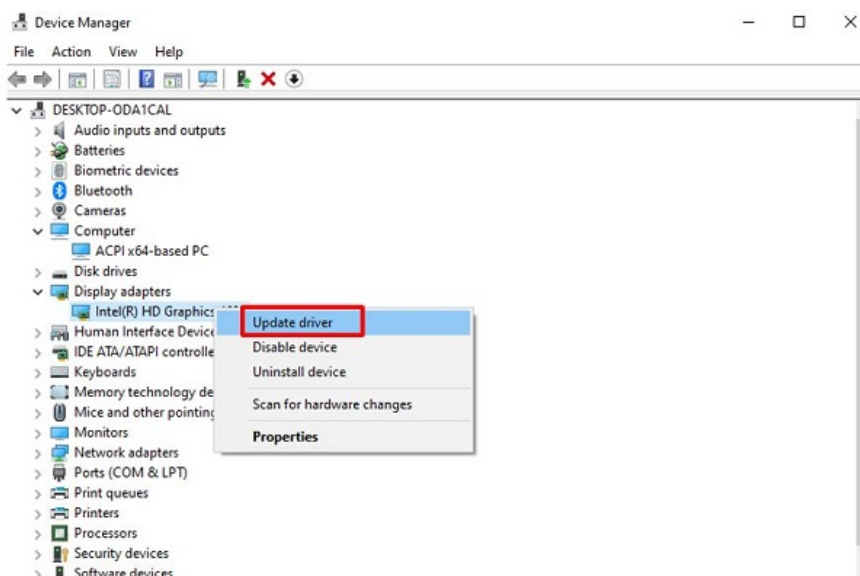 Device Manager
File Action View Help
DESKTOP-ODA1CAL
Audio inputs and outputs
Batteries
Biometric devices
Bluetooth
Cameras
Computer
ACPI x64-based PC
Disk drives
Display adapters
Intel(R) HD Graphics
Update driver
Human Interface Device
Disable device
IDE ATA/ATAPI controlle
Keyboards
Uninstall device
Memory technology de
Scan for hardware changes
Mice and other pointing
Monitors
Properties
Network adapters
Ports (COM & LPT)
Print queues
Printers
Processors
Security devices
Software devices